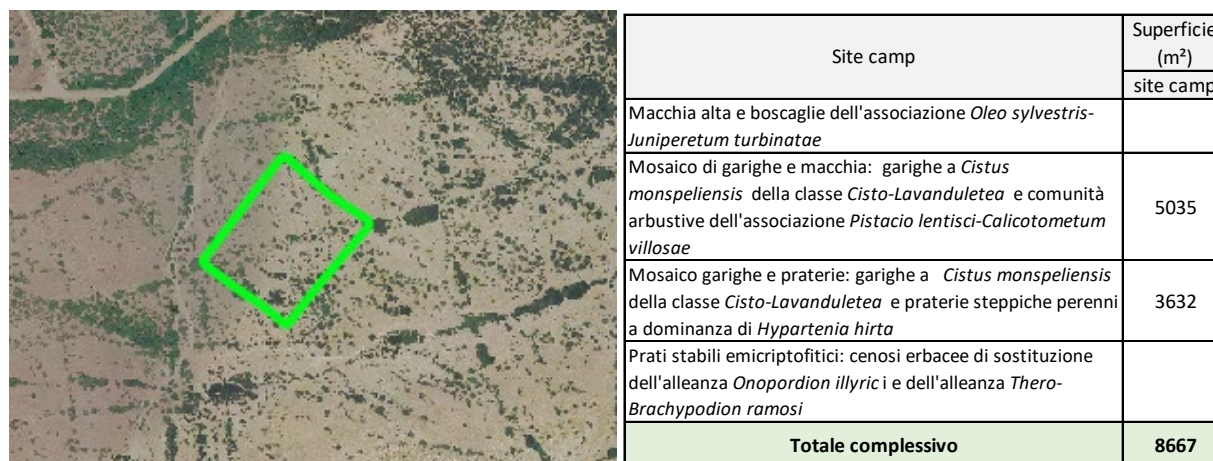 Site camp
Superficie
(m²)
site camp
Macchia alta e boscaglie dell'associazione Oleo sylvestris-
Juniperetum turbinatae
Mosaico di garighe e macchia: garighe a Cistus
monspeliensis della classe Cisto-Lavanduletea e comunità
arbustive dell'associazione Pistacio lentisci-Calicotometum
villosae
5035
Mosaico garighe e praterie: garighe a Cistus monspeliensis
della classe Cisto-Lavanduletea e praterie steppiche perenni
a dominanza di Hypartenia hirta
3632
Prati stabili emicriptofitici: cenosi erbacee di sostituzione
dell'alleanza Onopordion illyric i e dell'alleanza Thero-
Brachypodion ramosi
Totale complessivo
8667